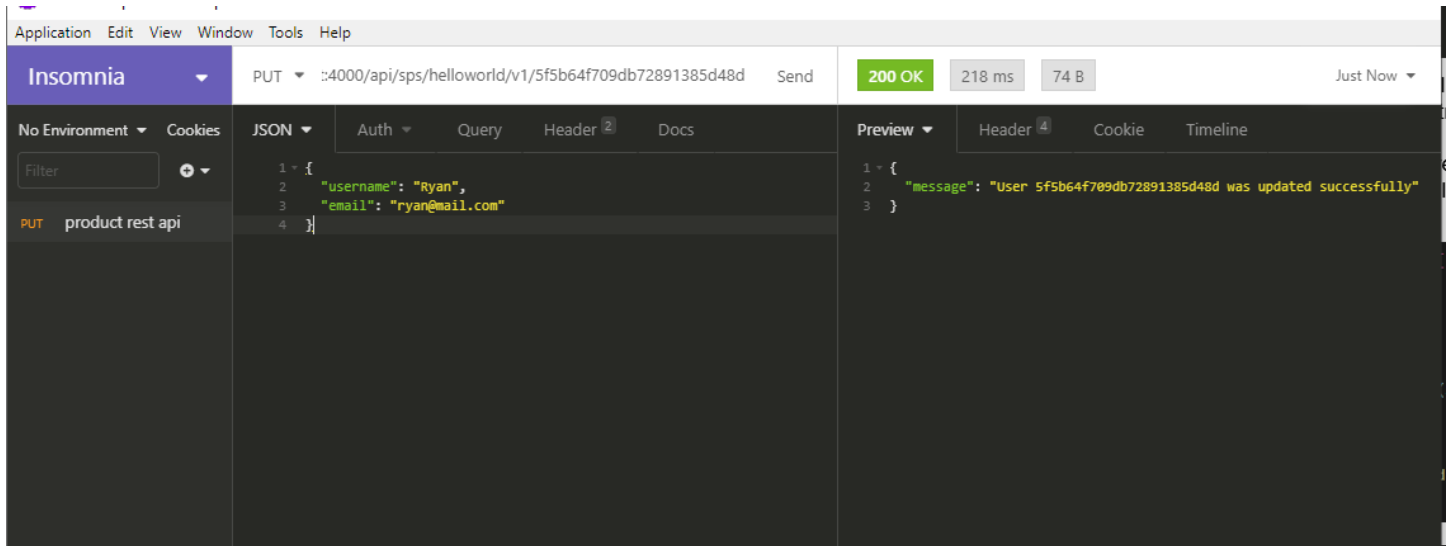 Application Edit View Window Tools Help
Insomnia
PUT :4000/api/sps/helloworld/v1/5f5b64f709db72891385d48d Send
200 OK 218 ms 74 B Just Now
No Environment Cookies
JSON Auth Query Header 2 Docs
Preview Header 4 Cookie Timeline
Filter
PUT product rest api
1 {
2 "username": "Ryan",
3 "email": "ryan@mail.com"
4 }
1 {
2 "message": "User 5f5b64f709db72891385d48d was updated successfully"
3 }